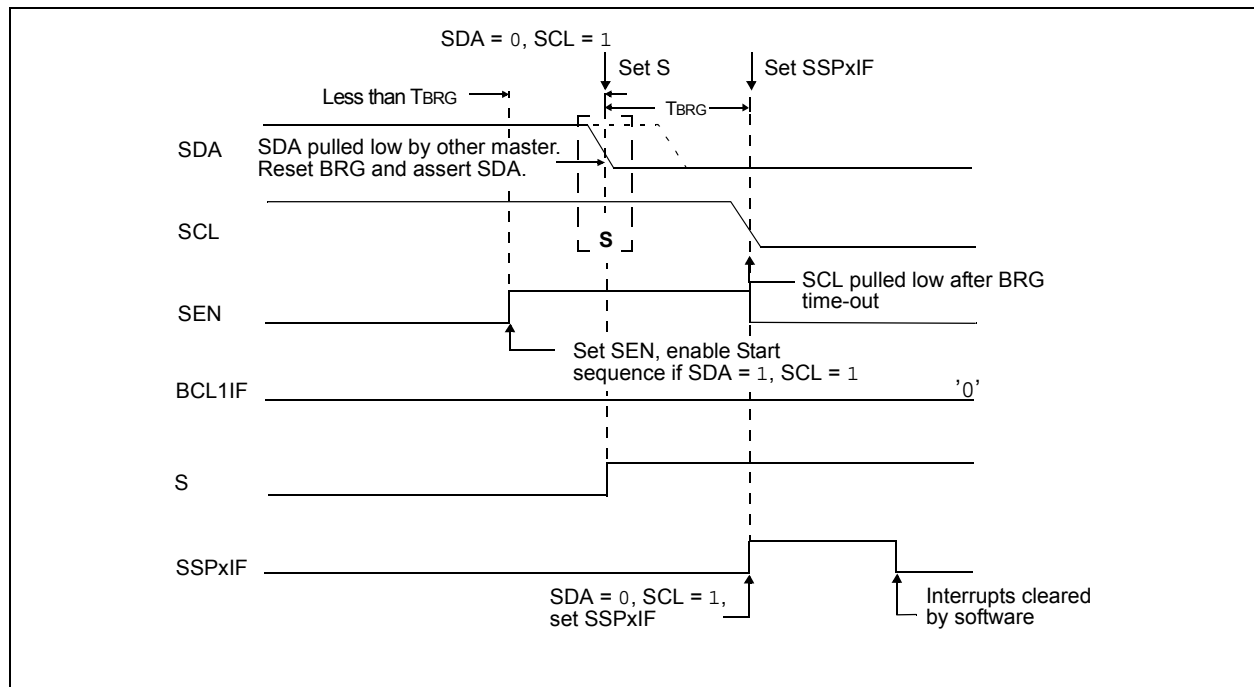 SDA = 0, SCL = 1
Set S
Set SSPxIF
Less than TBRG
TBRG
SDA
SDA pulled low by other master.
Reset BRG and assert SDA.
SCL
S
SCL pulled low after BRG
time-out
SEN
Set SEN, enable Start
sequence if SDA = 1, SCL = 1
BCL1IF
'0'
S
SSPxIF
SDA = 0, SCL = 1,
set SSPxIF
Interrupts cleared
by software